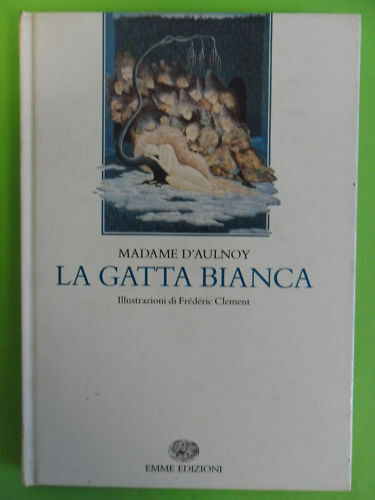 MADAME D'AULNOY
LA GATTA BIANCA
Illustrazioni di Frédéric Clement
EMME EDIZIONI